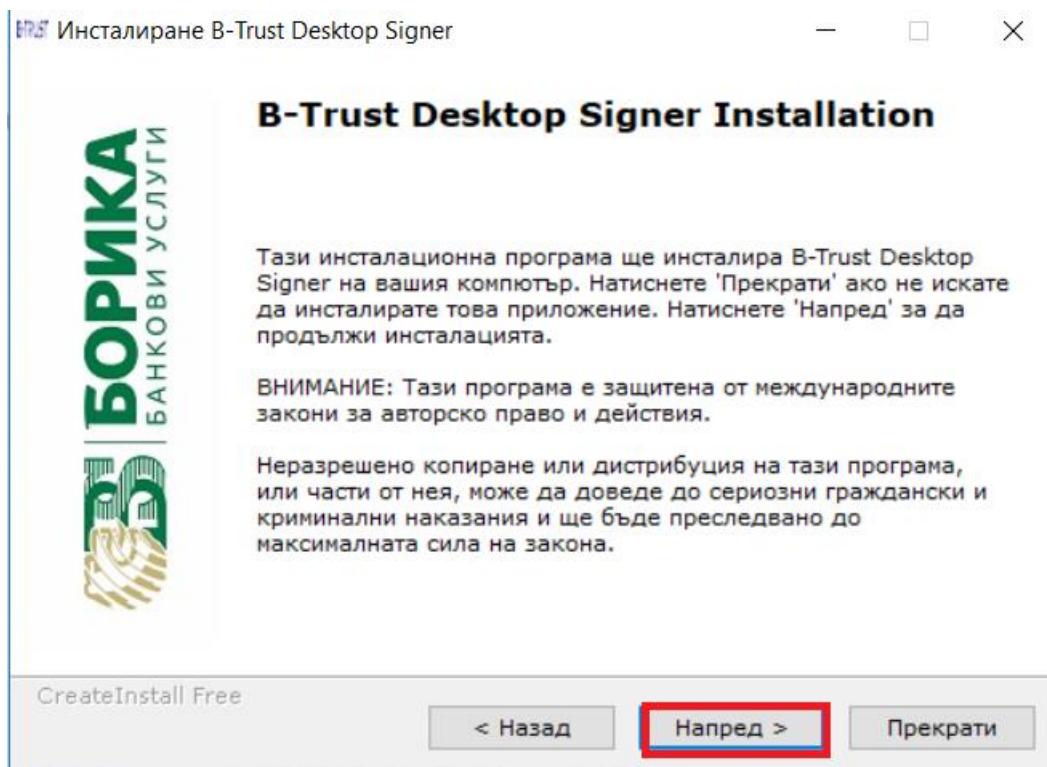 B-TRUST
Инсталиране B-Trust Desktop Signer
B-Trust Desktop Signer Installation
БОРИКА
БАНКОВИ УСЛУГИ
Тази инсталационна програма ще инсталира B-Trust Desktop
Signer на вашия компютър. Натиснете 'Прекрати' ако не искате
да инсталирате това приложение. Натиснете 'Напред' за да
продължи инсталацията.
ВНИМАНИЕ: Тази програма е защитена от международните
закони за авторско право и действия.
Неразрешено копиране или дистрибуция на тази програма,
или части от нея, може да доведе до сериозни граждански и
криминални наказания и ще бъде преследвано до
максималната сила на закона.
CreateInstall Free
< Назад
Напред >
Прекрати